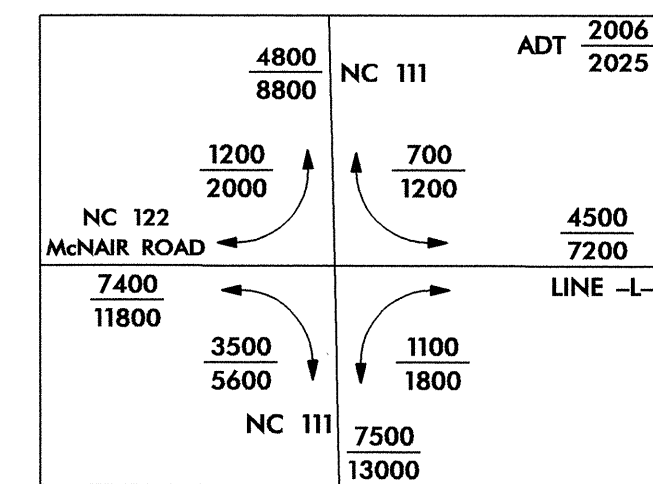 ADT 2006
2025
4800
8800
NC 111
1200
2000
700
1200
NC 122
McNAIR ROAD
4500
7200
7400
11800
LINE –L–
3500
5600
1100
1800
NC 111
7500
13000